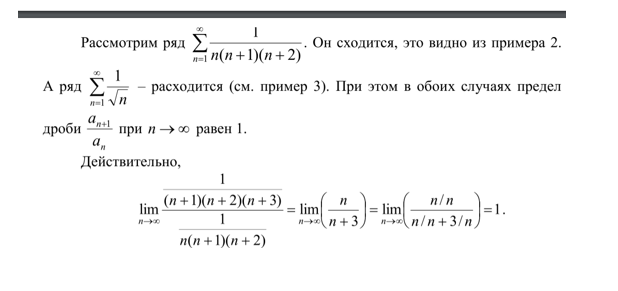 Рассмотрим ряд $\sum_{n=1}^{\infty} \frac{1}{n(n+1)(n+2)}$. Он сходится, это видно из примера 2.
А ряд $\sum_{n=1}^{\infty} \frac{1}{\sqrt{n}}$ – расходится (см. пример 3). При этом в обоих случаях предел
дроби $\frac{a_{n+1}}{a_n}$ при $n \to \infty$ равен 1.
Действительно,
$\lim_{n \to \infty} \frac{\frac{1}{(n+1)(n+2)(n+3)}}{\frac{1}{n(n+1)(n+2)}} = \lim_{n \to \infty} \left( \frac{n}{n+3} \right) = \lim_{n \to \infty} \left( \frac{n/n}{n/n+3/n} \right) = 1.$